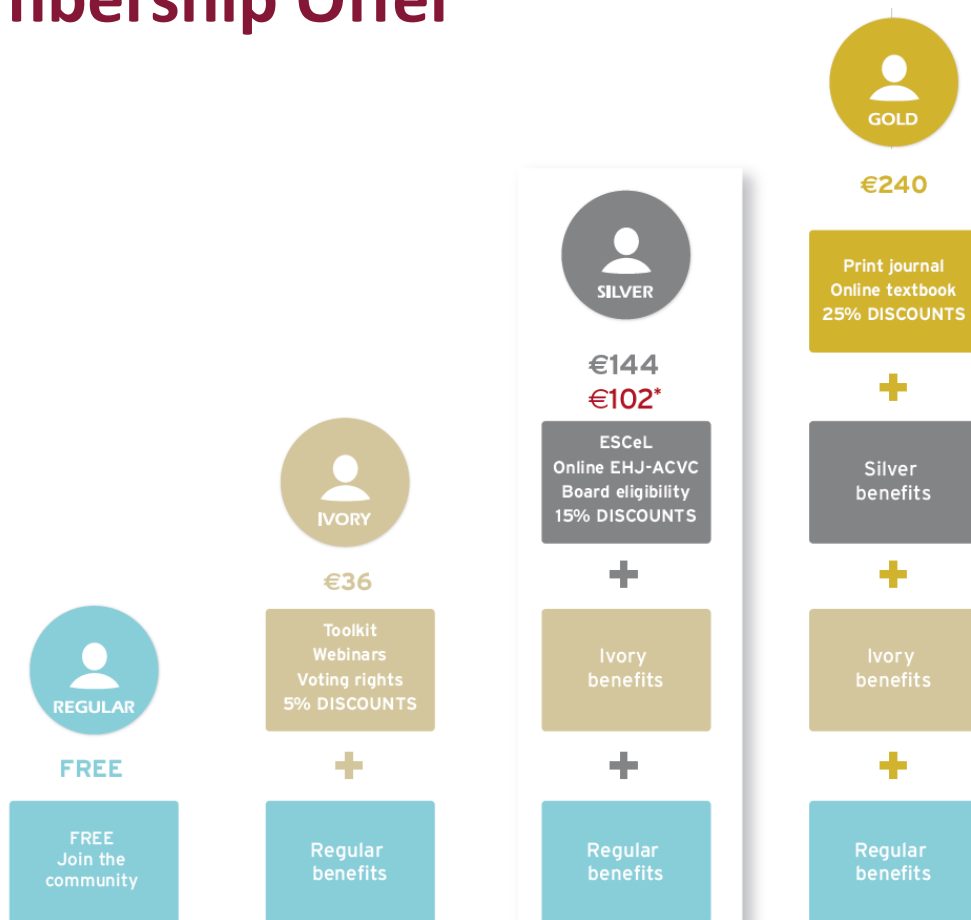 mbership Offer
GOLD
€240
Print journal
Online textbook
25% DISCOUNTS
Silver
benefits
Ivory
benefits
Regular
benefits
SILVER
€144
€102*
ESCeL
Online EHJ-ACVC
Board eligibility
15% DISCOUNTS
Ivory
benefits
Regular
benefits
IVORY
€36
Toolkit
Webinars
Voting rights
5% DISCOUNTS
Regular
benefits
REGULAR
FREE
FREE
Join the
community